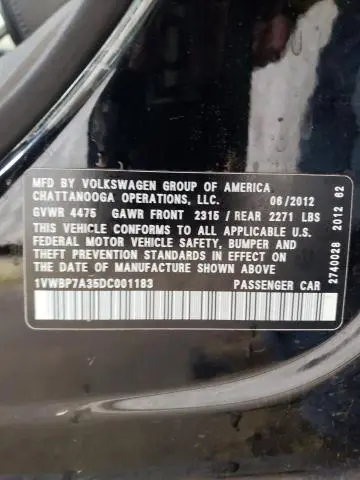 MFD BY VOLKSWAGEN GROUP OF AMERICA
CHATTANOOGA OPERATIONS, LLC. 06/2012
GVWR 4475 GAWR FRONT 2315 / REAR 2271 LBS
THIS VEHICLE CONFORMS TO ALL APPLICABLE U.S.
FEDERAL MOTOR VEHICLE SAFETY, BUMPER AND
THEFT PREVENTION STANDARDS IN EFFECT ON
THE DATE OF MANUFACTURE SHOWN ABOVE.
1VWBP7A35DC001183 PASSENGER CAR
2740028 2012 62